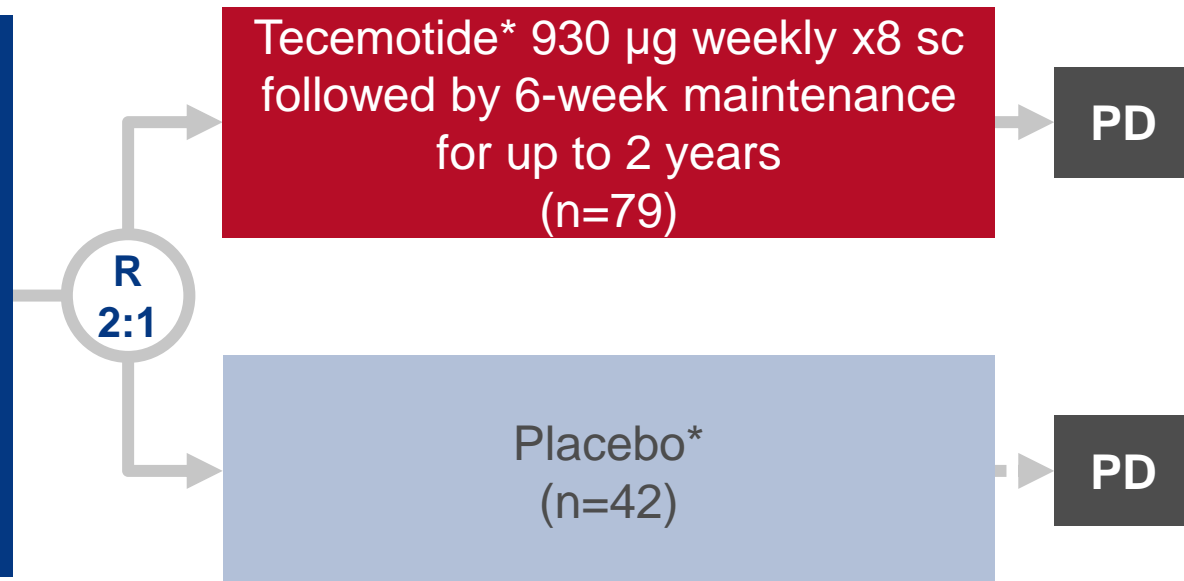 Tecemotide* 930 µg weekly x8 sc
followed by 6-week maintenance
for up to 2 years
(n=79)
PD
R
2:1
Placebo*
(n=42)
PD